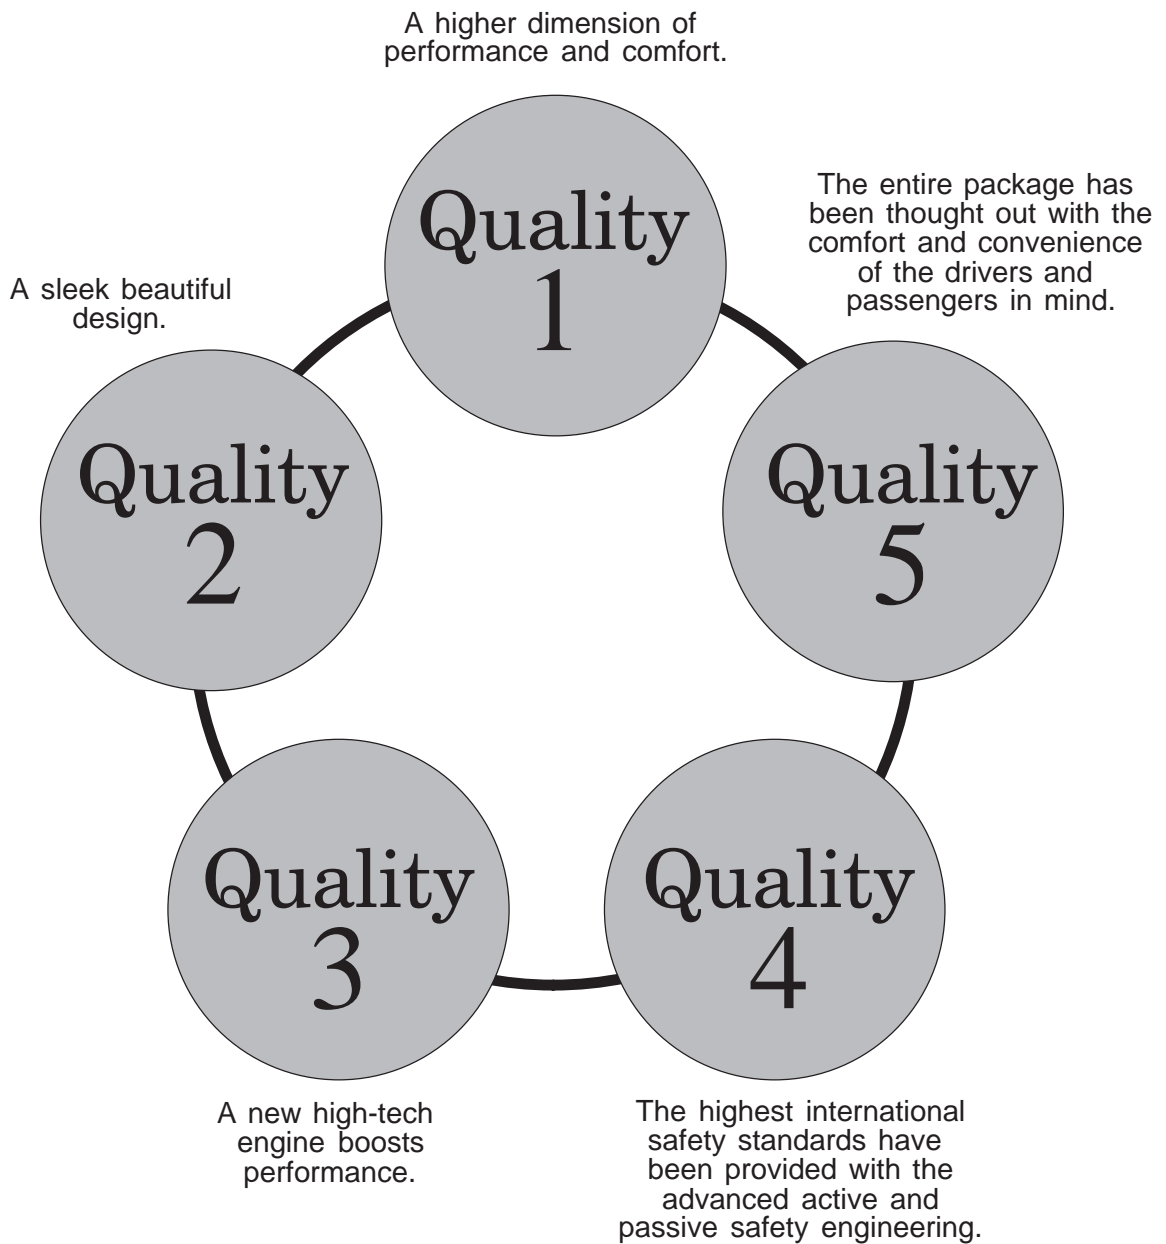 A higher dimension of
performance and comfort.
Quality
1
The entire package has
been thought out with the
comfort and convenience
of the drivers and
passengers in mind.
A sleek beautiful
design.
Quality
2
Quality
5
Quality
3
Quality
4
A new high-tech
engine boosts
performance.
The highest international
safety standards have
been provided with the
advanced active and
passive safety engineering.